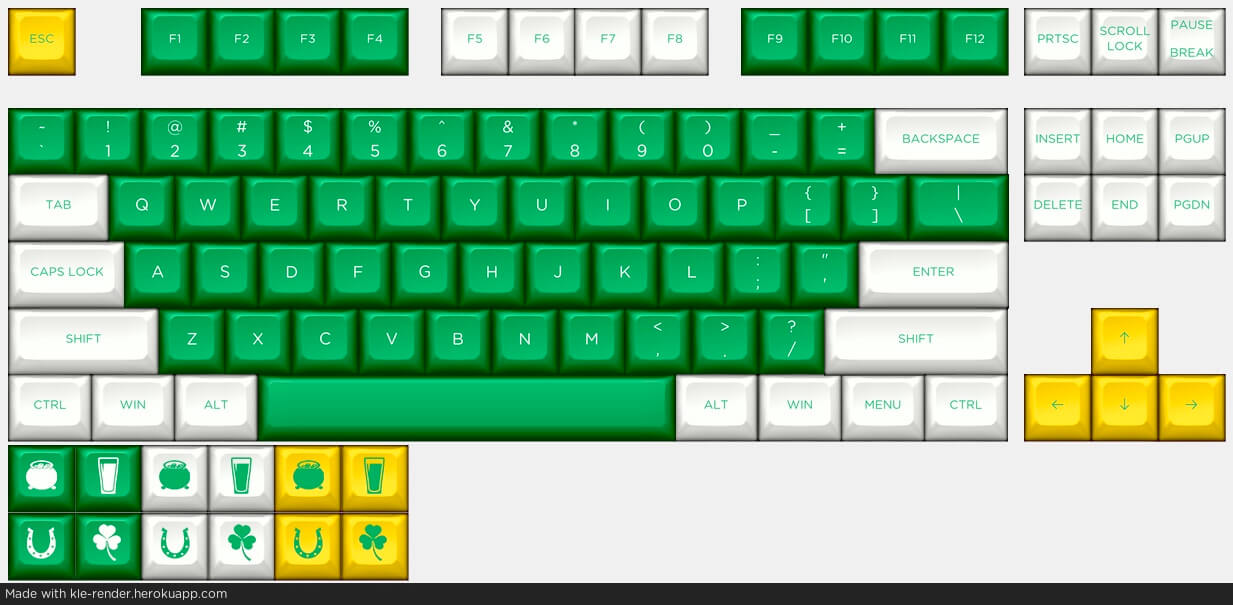 ESC F1 F2 F3 F4 F5 F6 F7 F8 F9 F10 F11 F12 PRTSC SCROLL LOCK PAUSE BREAK
~ ! @ # $ % ^ & * ( ) _ +
` 1 2 3 4 5 6 7 8 9 0 - = BACKSPACE INSERT HOME PGUP
TAB Q W E R T Y U I O P { } |
[ ] \ DELETE END PGDN
CAPS LOCK A S D F G H J K L : "
; ' ENTER
SHIFT Z X C V B N M < > ?
, . / SHIFT ↑
CTRL WIN ALT ALT WIN MENU CTRL ← ↓ →
Made with kle-render.herokuapp.com